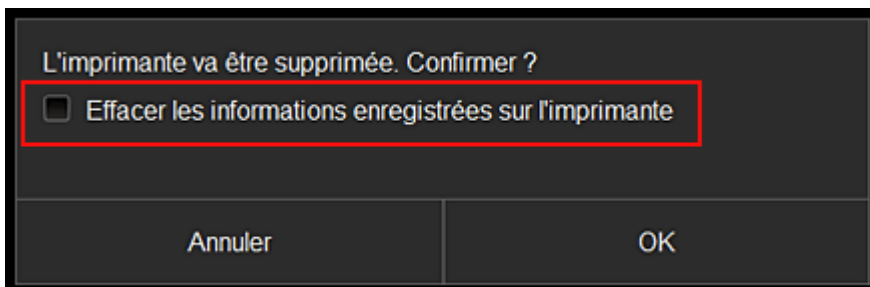 L'imprimante va être supprimée. Confirmer ?
Effacer les informations enregistrées sur l'imprimante
Annuler
OK